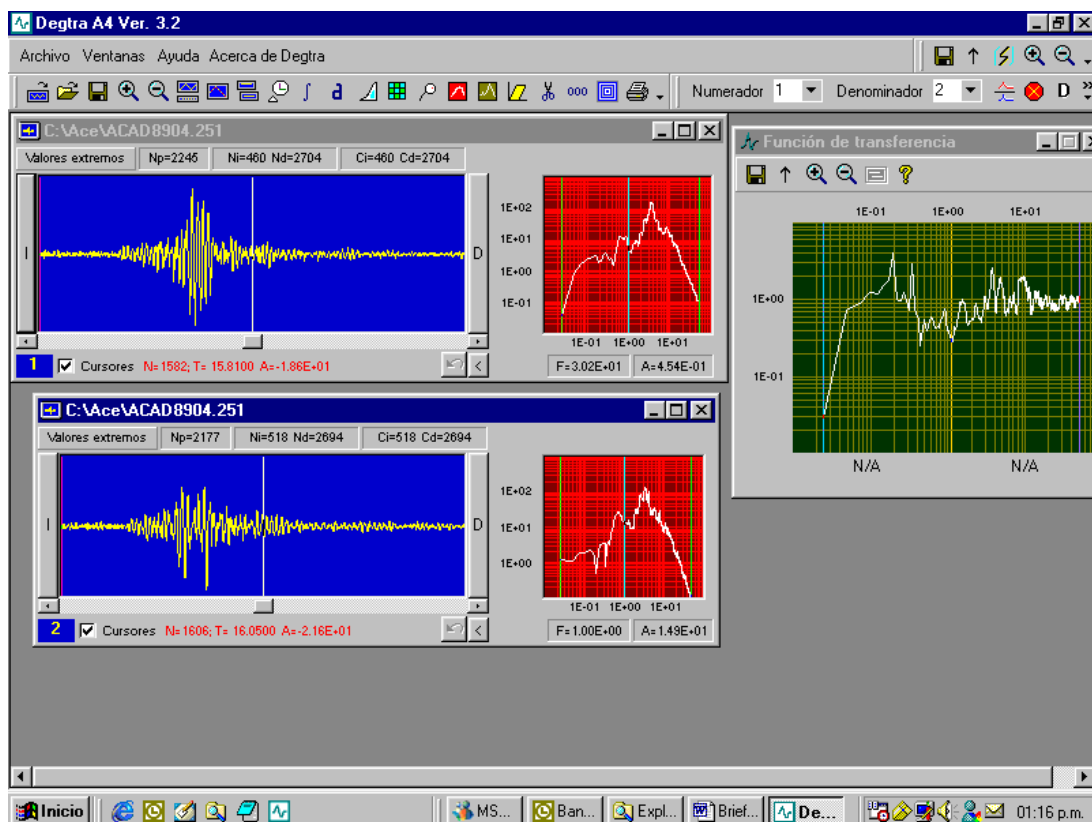 Degtra A4 Ver. 3.2
Archivo Ventanas Ayuda Acerca de Degtra
Numerador 1 Denominador 2 D
C:\Ace\ACAD8904.251
Valores extremos Np=2245 Ni=460 Nd=2704 Ci=460 Cd=2704
I D
1E+02
1E+01
1E+00
1E-01
1E-01 1E+00 1E+01
1 Cursores N=1582; T= 15.8100 A=-1.86E+01 < F=3.02E+01 A=4.54E-01
C:\Ace\ACAD8904.251
Valores extremos Np=2177 Ni=518 Nd=2694 Ci=518 Cd=2694
I D
1E+02
1E+01
1E+00
1E-01 1E+00 1E+01
2 Cursores N=1606; T= 16.0500 A=-2.16E+01 < F=1.00E+00 A=1.49E+01
Función de transferencia
1E-01 1E+00 1E+01
1E+00
1E-01
N/A N/A
Inicio MS... Ban... Expl... Brief... De... 01:16 p.m.